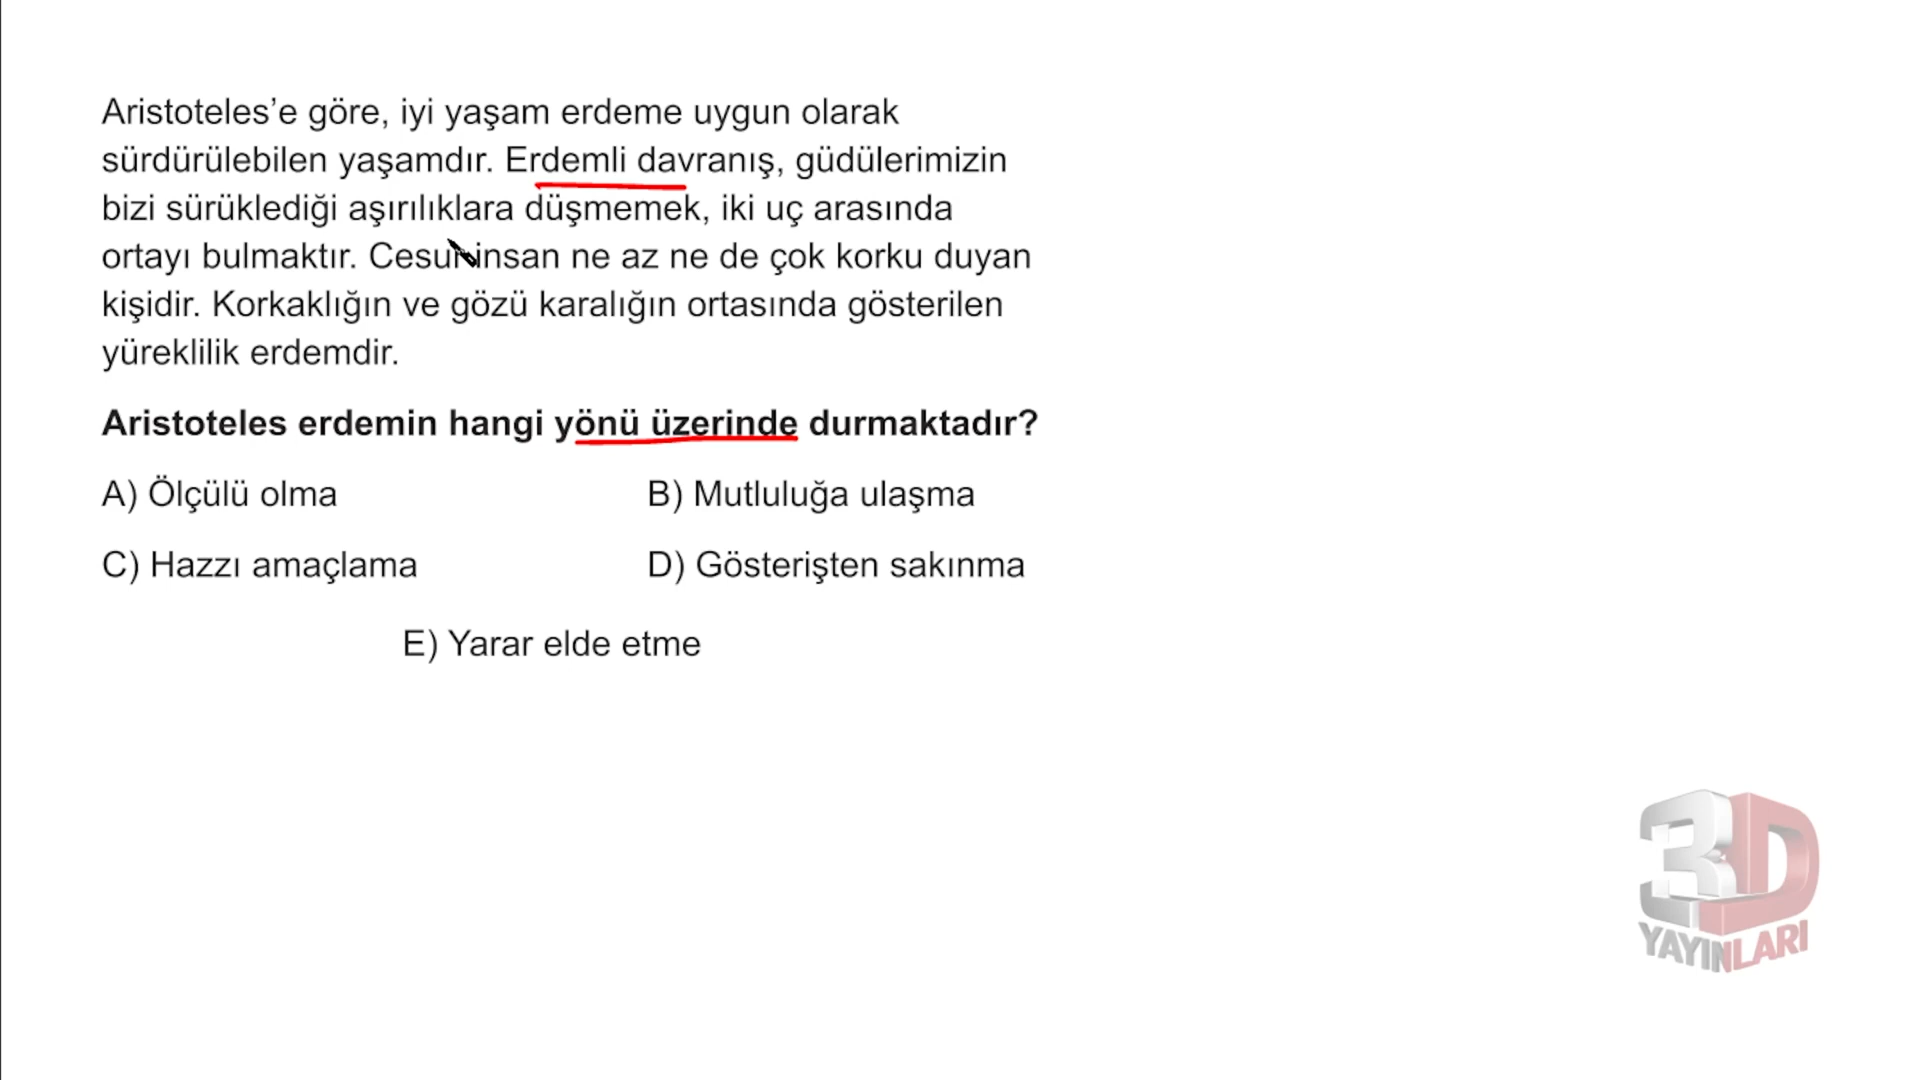 Aristoteles’e göre, iyi yaşam erdeme uygun olarak
sürdürülebilen yaşamdır. Erdemli davranış, güdülerimizin
bizi sürüklediği aşırılıklara düşmemek, iki uç arasında
ortayı bulmaktır. Cesur insan ne az ne de çok korku duyan
kişidir. Korkaklığın ve gözü karalığın ortasında gösterilen
yüreklilik erdemdir.
Aristoteles erdemin hangi yönü üzerinde durmaktadır?
A) Ölçülü olma
B) Mutluluğa ulaşma
C) Hazzı amaçlama
D) Gösterişten sakınma
E) Yarar elde etme
3D
YAYINLARI